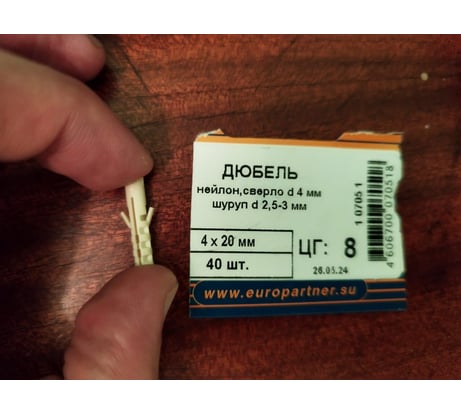 ДЮБЕЛЬ
нейлон,сверло d 4 мм
шуруп d 2,5-3 мм
4 x 20 мм
40 шт.
ЦГ: 8
26.05.24
1 0705 1
4 606700 070518
www.europartner.su